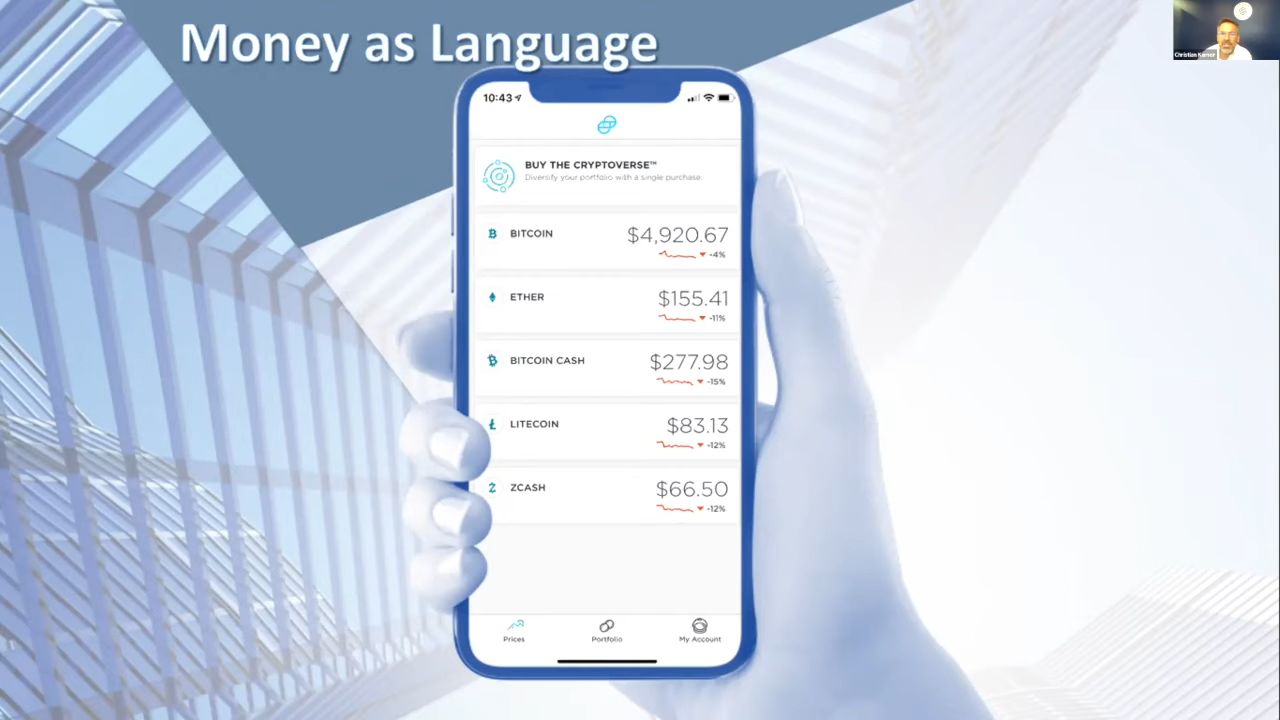 Money as Language
10:43
BUY THE CRYPTOVERSE™
Diversify your portfolio with a single purchase.
BITCOIN
$4,920.67
-4%
ETHER
$155.41
-11%
BITCOIN CASH
$277.98
-15%
LITECOIN
$83.13
-12%
ZCASH
$66.50
-12%
Prices
Portfolio
My Account
Christian